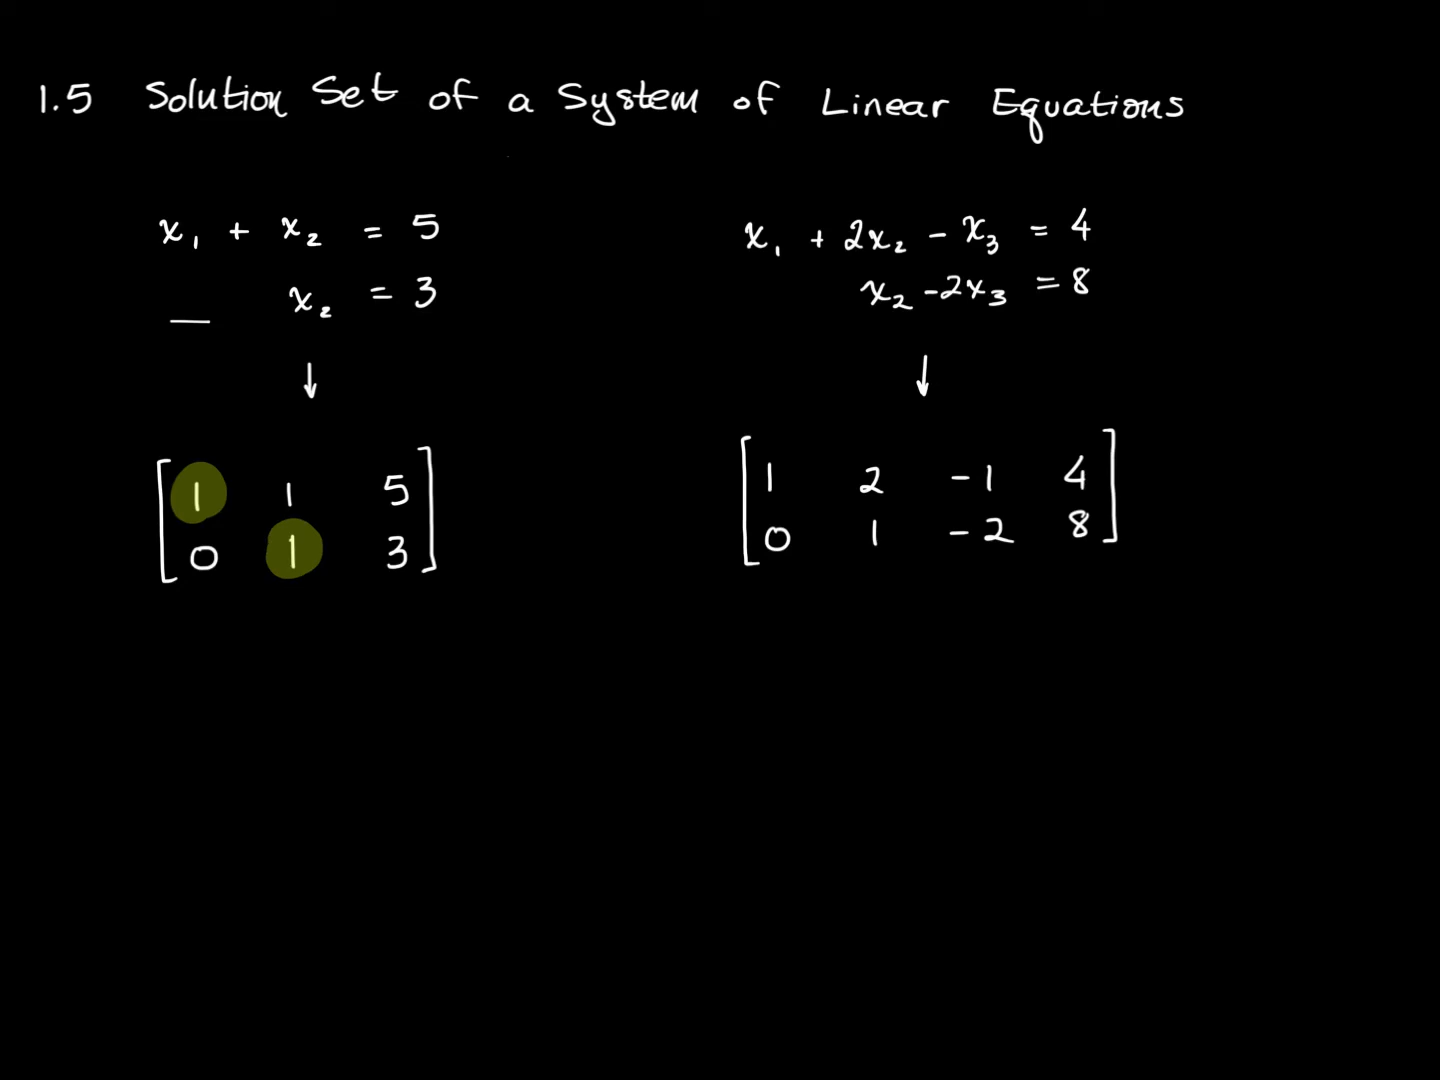 1.5 Solution Set of a System of Linear Equations
x₁ + x₂ = 5
x₂ = 3
↓
[1 1 5
0 1 3]
x₁ + 2x₂ - x₃ = 4
x₂ - 2x₃ = 8
↓
[1 2 -1 4
0 1 -2 8]